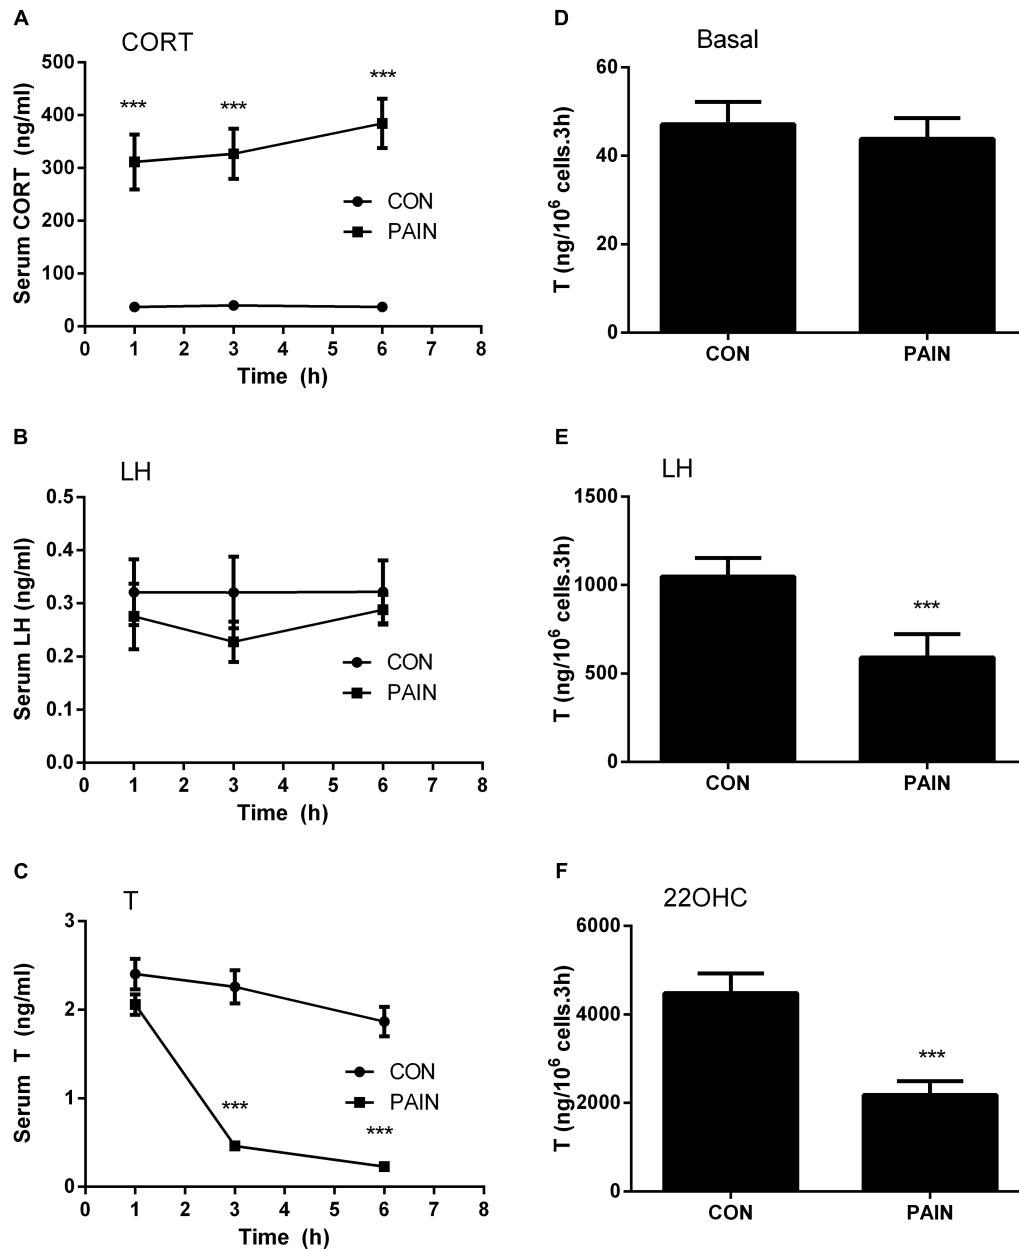 A
CORT
500
400
300
200
100
0
Serum CORT (ng/ml)
***
***
***
CON
PAIN
0 1 2 3 4 5 6 7 8
Time (h)
B
LH
0.5
0.4
0.3
0.2
0.1
0.0
Serum LH (ng/ml)
CON
PAIN
0 1 2 3 4 5 6 7 8
Time (h)
C
T
3
2
1
0
Serum T (ng/ml)
***
***
CON
PAIN
0 1 2 3 4 5 6 7 8
Time (h)
D
Basal
60
40
20
0
T (ng/10⁶ cells.3h)
CON PAIN
E
LH
1500
1000
500
0
T (ng/10⁶ cells.3h)
***
CON PAIN
F
22OHC
6000
4000
2000
0
T (ng/10⁶ cells.3h)
***
CON PAIN